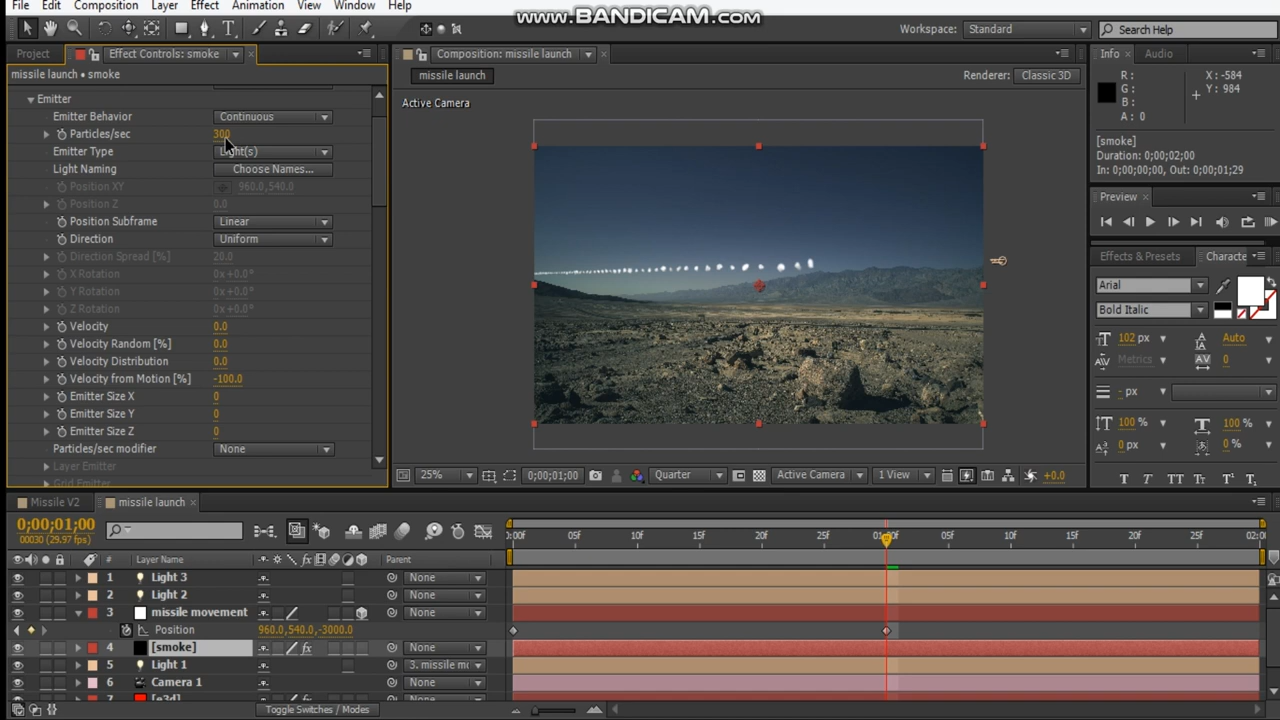 File Edit Composition Layer Effect Animation View Window Help
www.BANDICAM.com
Workspace: Standard
Search Help
Project
Effect Controls: smoke
Composition: missile launch
Info
Audio
missile launch • smoke
missile launch
Renderer: Classic 3D
R :
G :
B :
A : 0
X : -584
Y : 984
Active Camera
Emitter
Emitter Behavior Continuous
Particles/sec 300
Emitter Type Light(s)
Light Naming Choose Names...
Position XY 960.0,540.0
Position Z 0.0
Position Subframe Linear
Direction Uniform
Direction Spread [%] 20.0
X Rotation 0x+0.0°
Y Rotation 0x+0.0°
Z Rotation 0x+0.0°
Velocity 0.0
Velocity Random [%] 0.0
Velocity Distribution 0.0
Velocity from Motion [%] -100.0
Emitter Size X 0
Emitter Size Y 0
Emitter Size Z 0
Particles/sec modifier None
Layer Emitter
Grid Emitter
[smoke]
Duration: 0;00;02;00
In: 0;00;00;00, Out: 0;00;01;29
Preview
Effects & Presets
Characte
Arial
Bold Italic
102 px
Auto
Metrics
0
- px
100 %
100 %
0 px
0 %
25%
0;00;01;00
Quarter
Active Camera
1 View
+0.0
Missile V2
missile launch
0;00;01;00
00030 (29.97 fps)
:00f 05f 10f 15f 20f 25f 01:00f 05f 10f 15f 20f 25f 02:0
# Layer Name
Parent
1 Light 3 None
2 Light 2 None
3 missile movement None
Position 960.0,540.0,-3000.0
4 [smoke] None
5 Light 1 3. missile m
6 Camera 1 None
7 [e3d] None
Toggle Switches / Modes